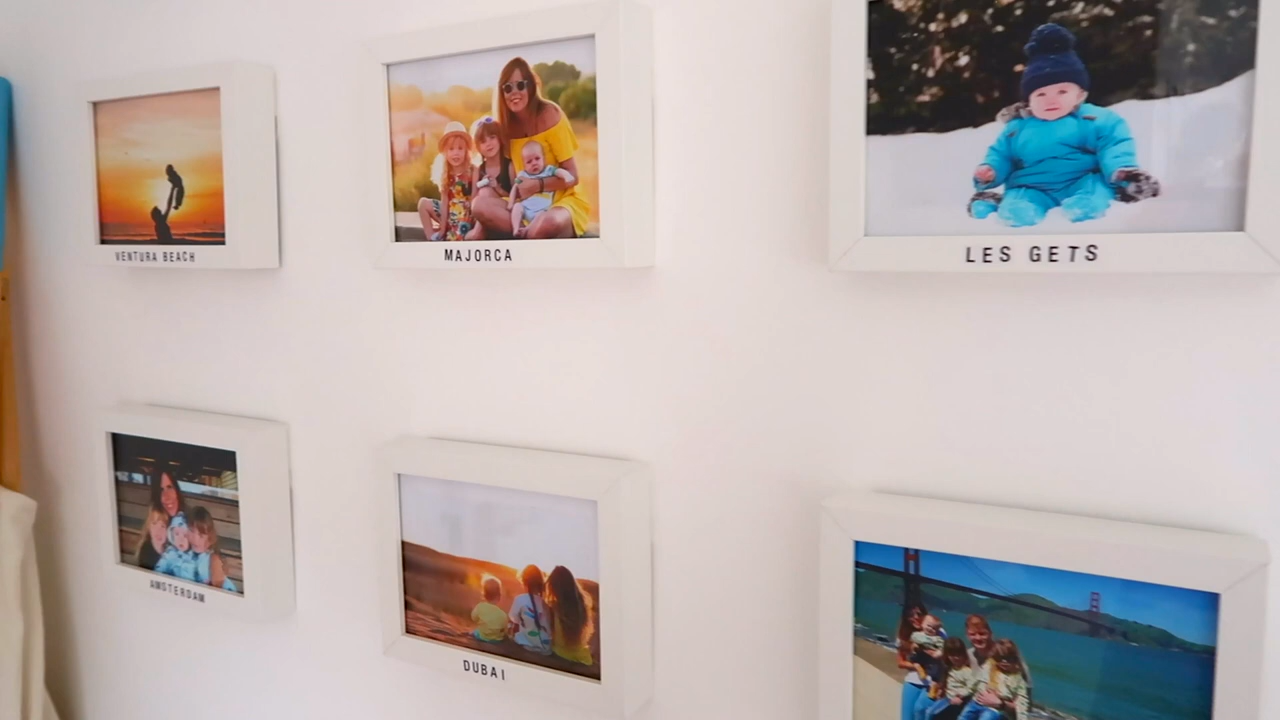 VENTURA BEACH
MAJORCA
LES GETS
AMSTERDAM
DUBAI